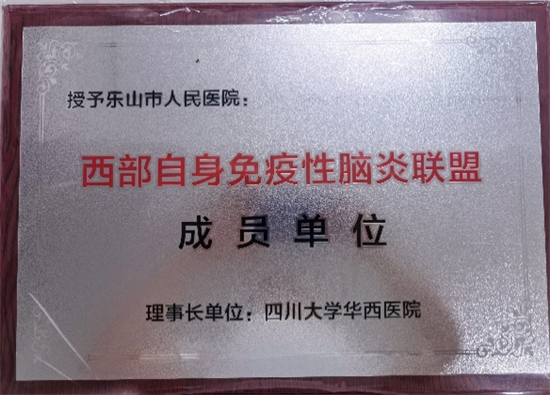 授予乐山市人民医院：
西部自身免疫性脑炎联盟
成员单位
理事长单位：四川大学华西医院